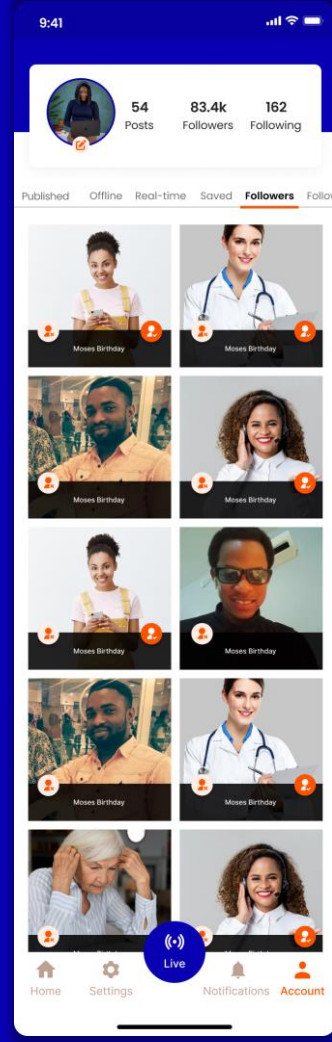 9:41
54 83.4k 162
Posts Followers Following
Published Offline Real-time Saved Followers Follo
Moses Birthday Moses Birthday
Moses Birthday Moses Birthday
Moses Birthday Moses Birthday
Moses Birthday Moses Birthday
Live
Home Settings Notifications Account